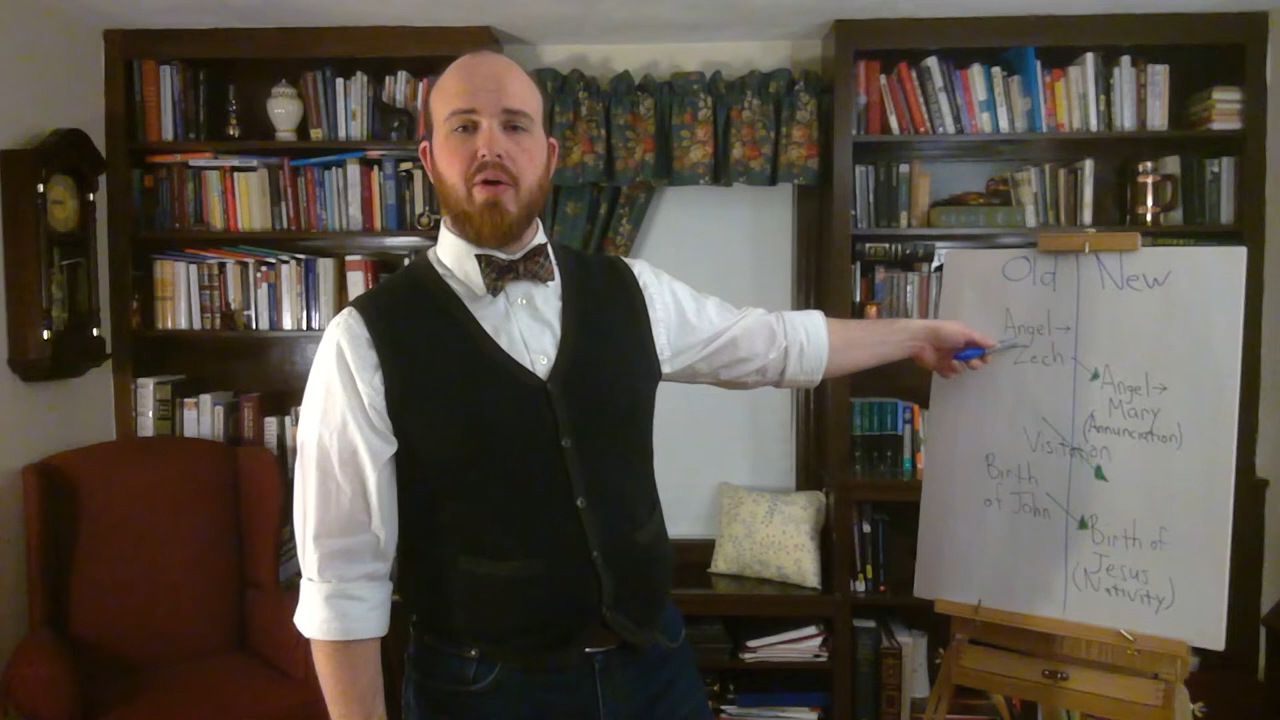 Old New
Angel→
Zech
Angel→
Mary
(Annunciation)
Visitation
Birth
of John
Birth of
Jesus
(Nativity)